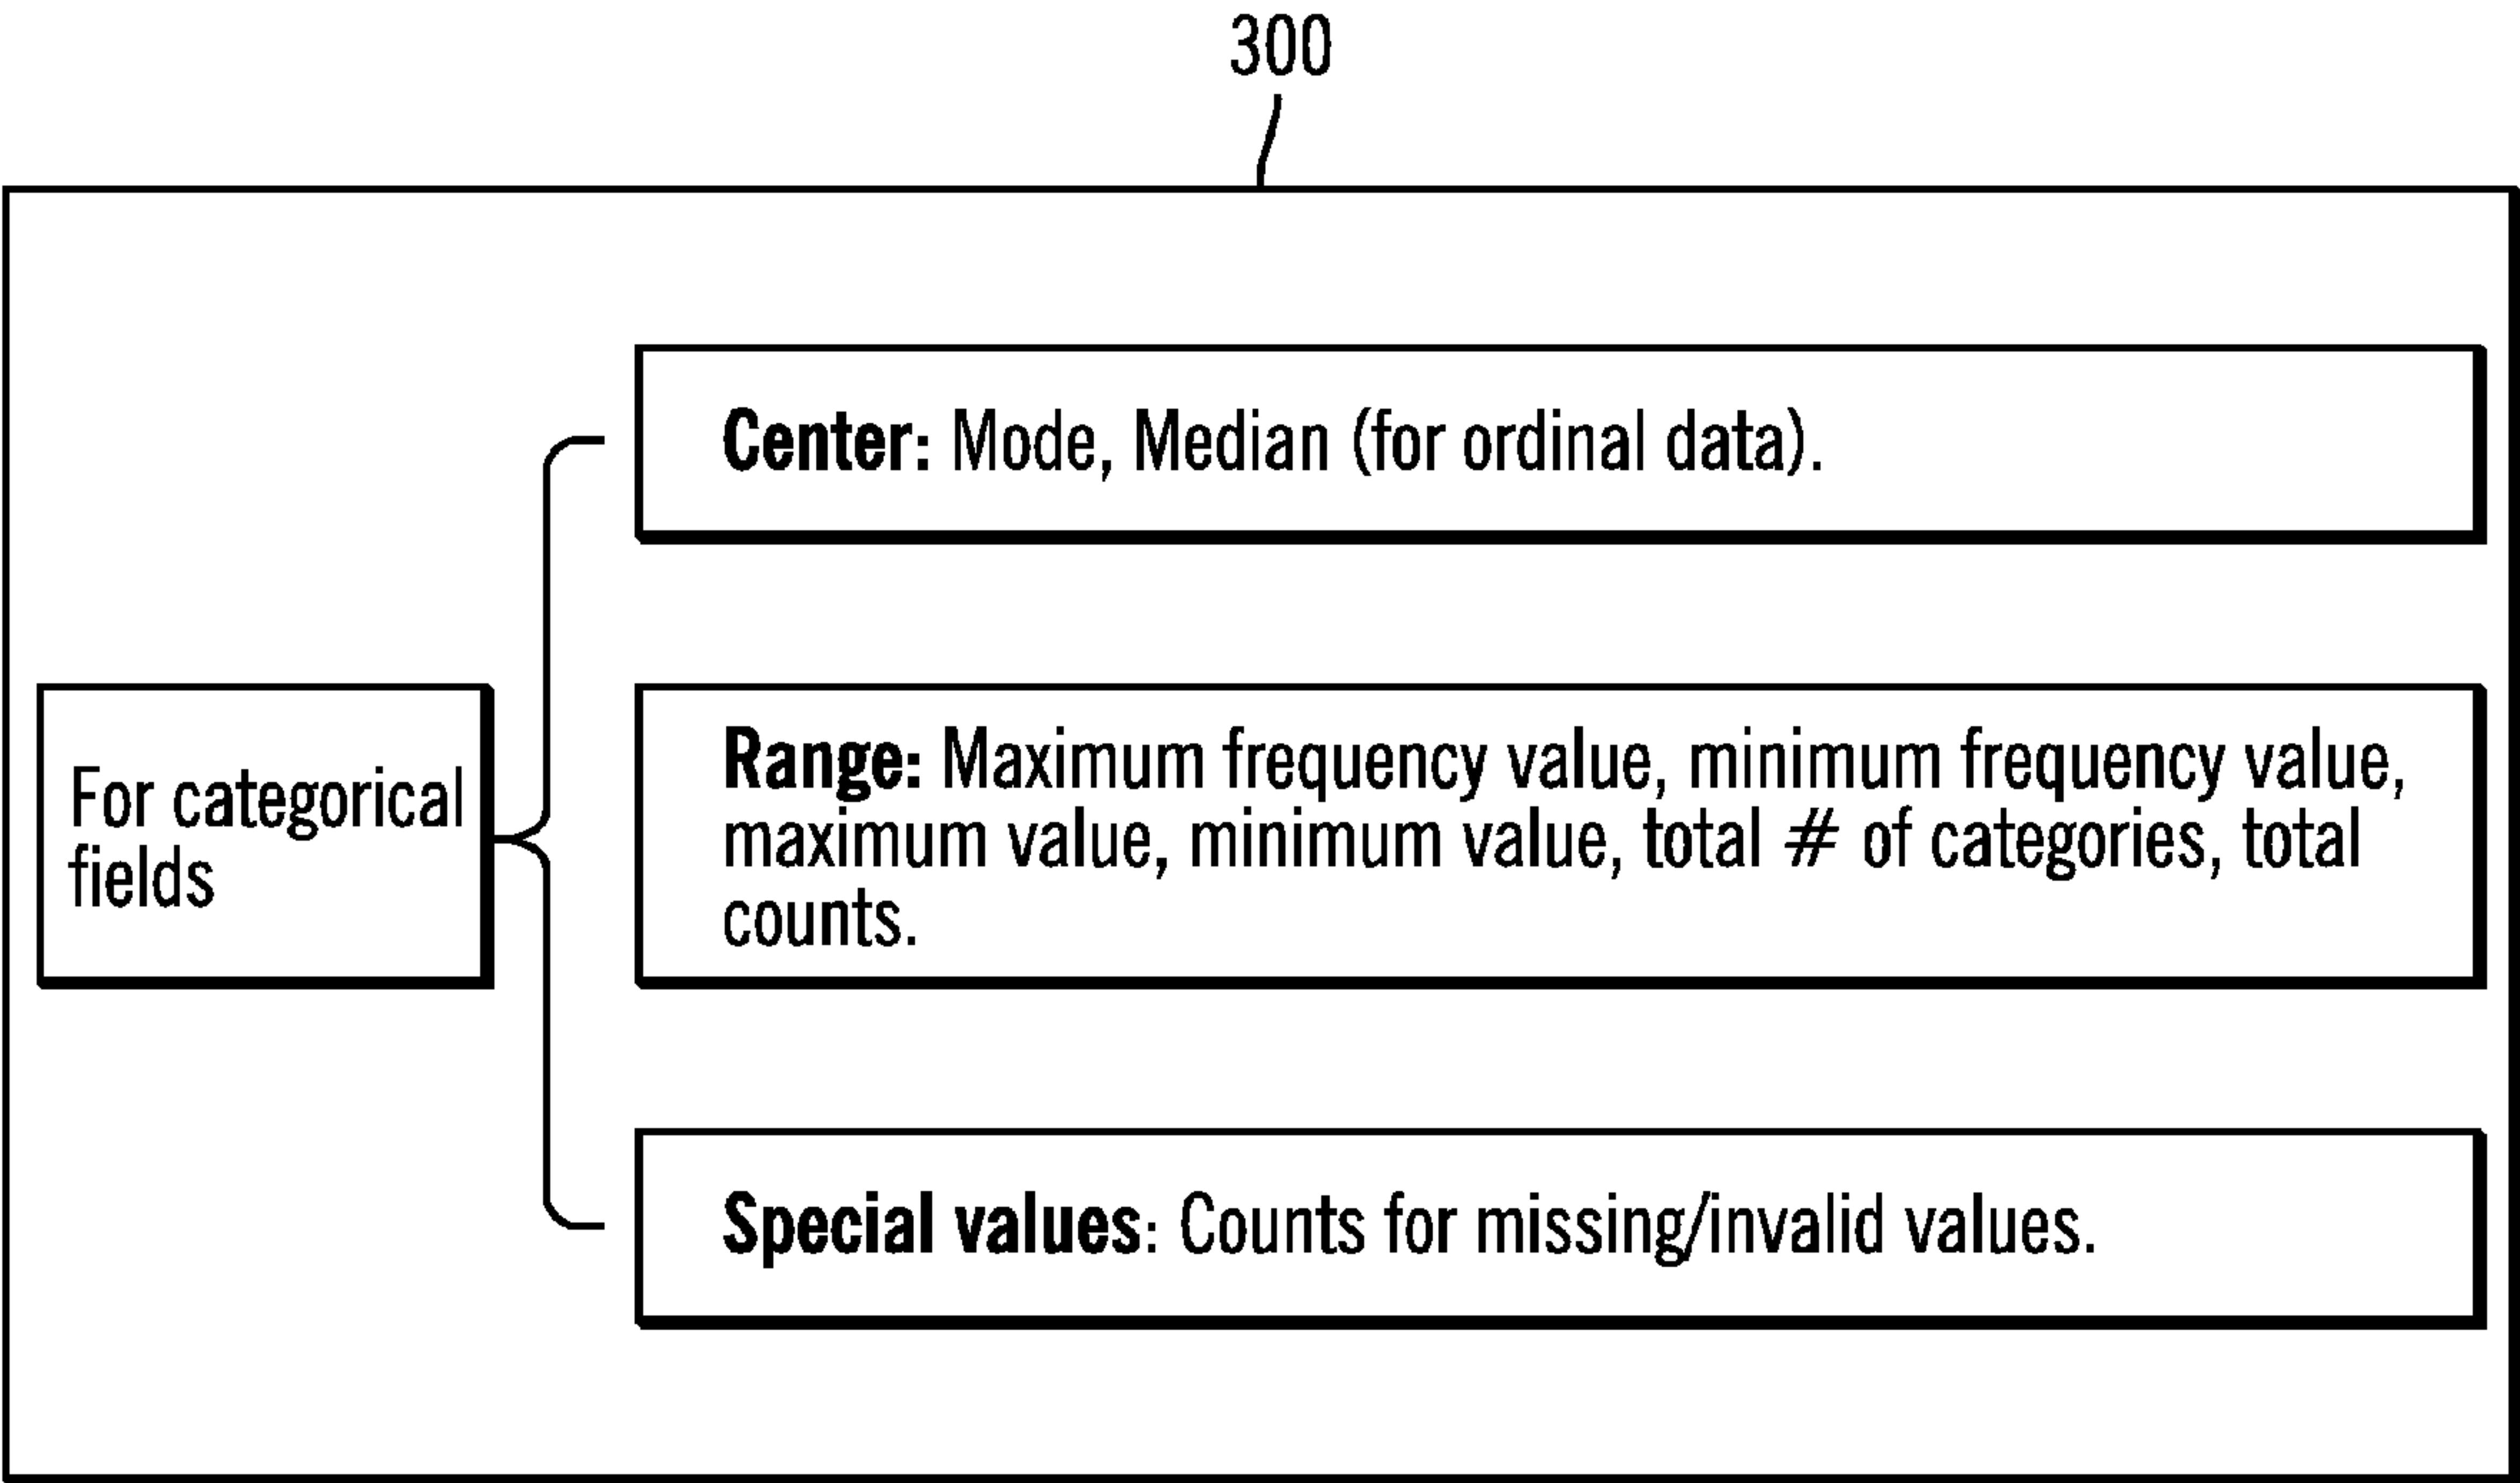 300
Center: Mode, Median (for ordinal data).
For categorical
fields
Range: Maximum frequency value, minimum frequency value,
maximum value, minimum value, total # of categories, total
counts.
Special values: Counts for missing/invalid values.